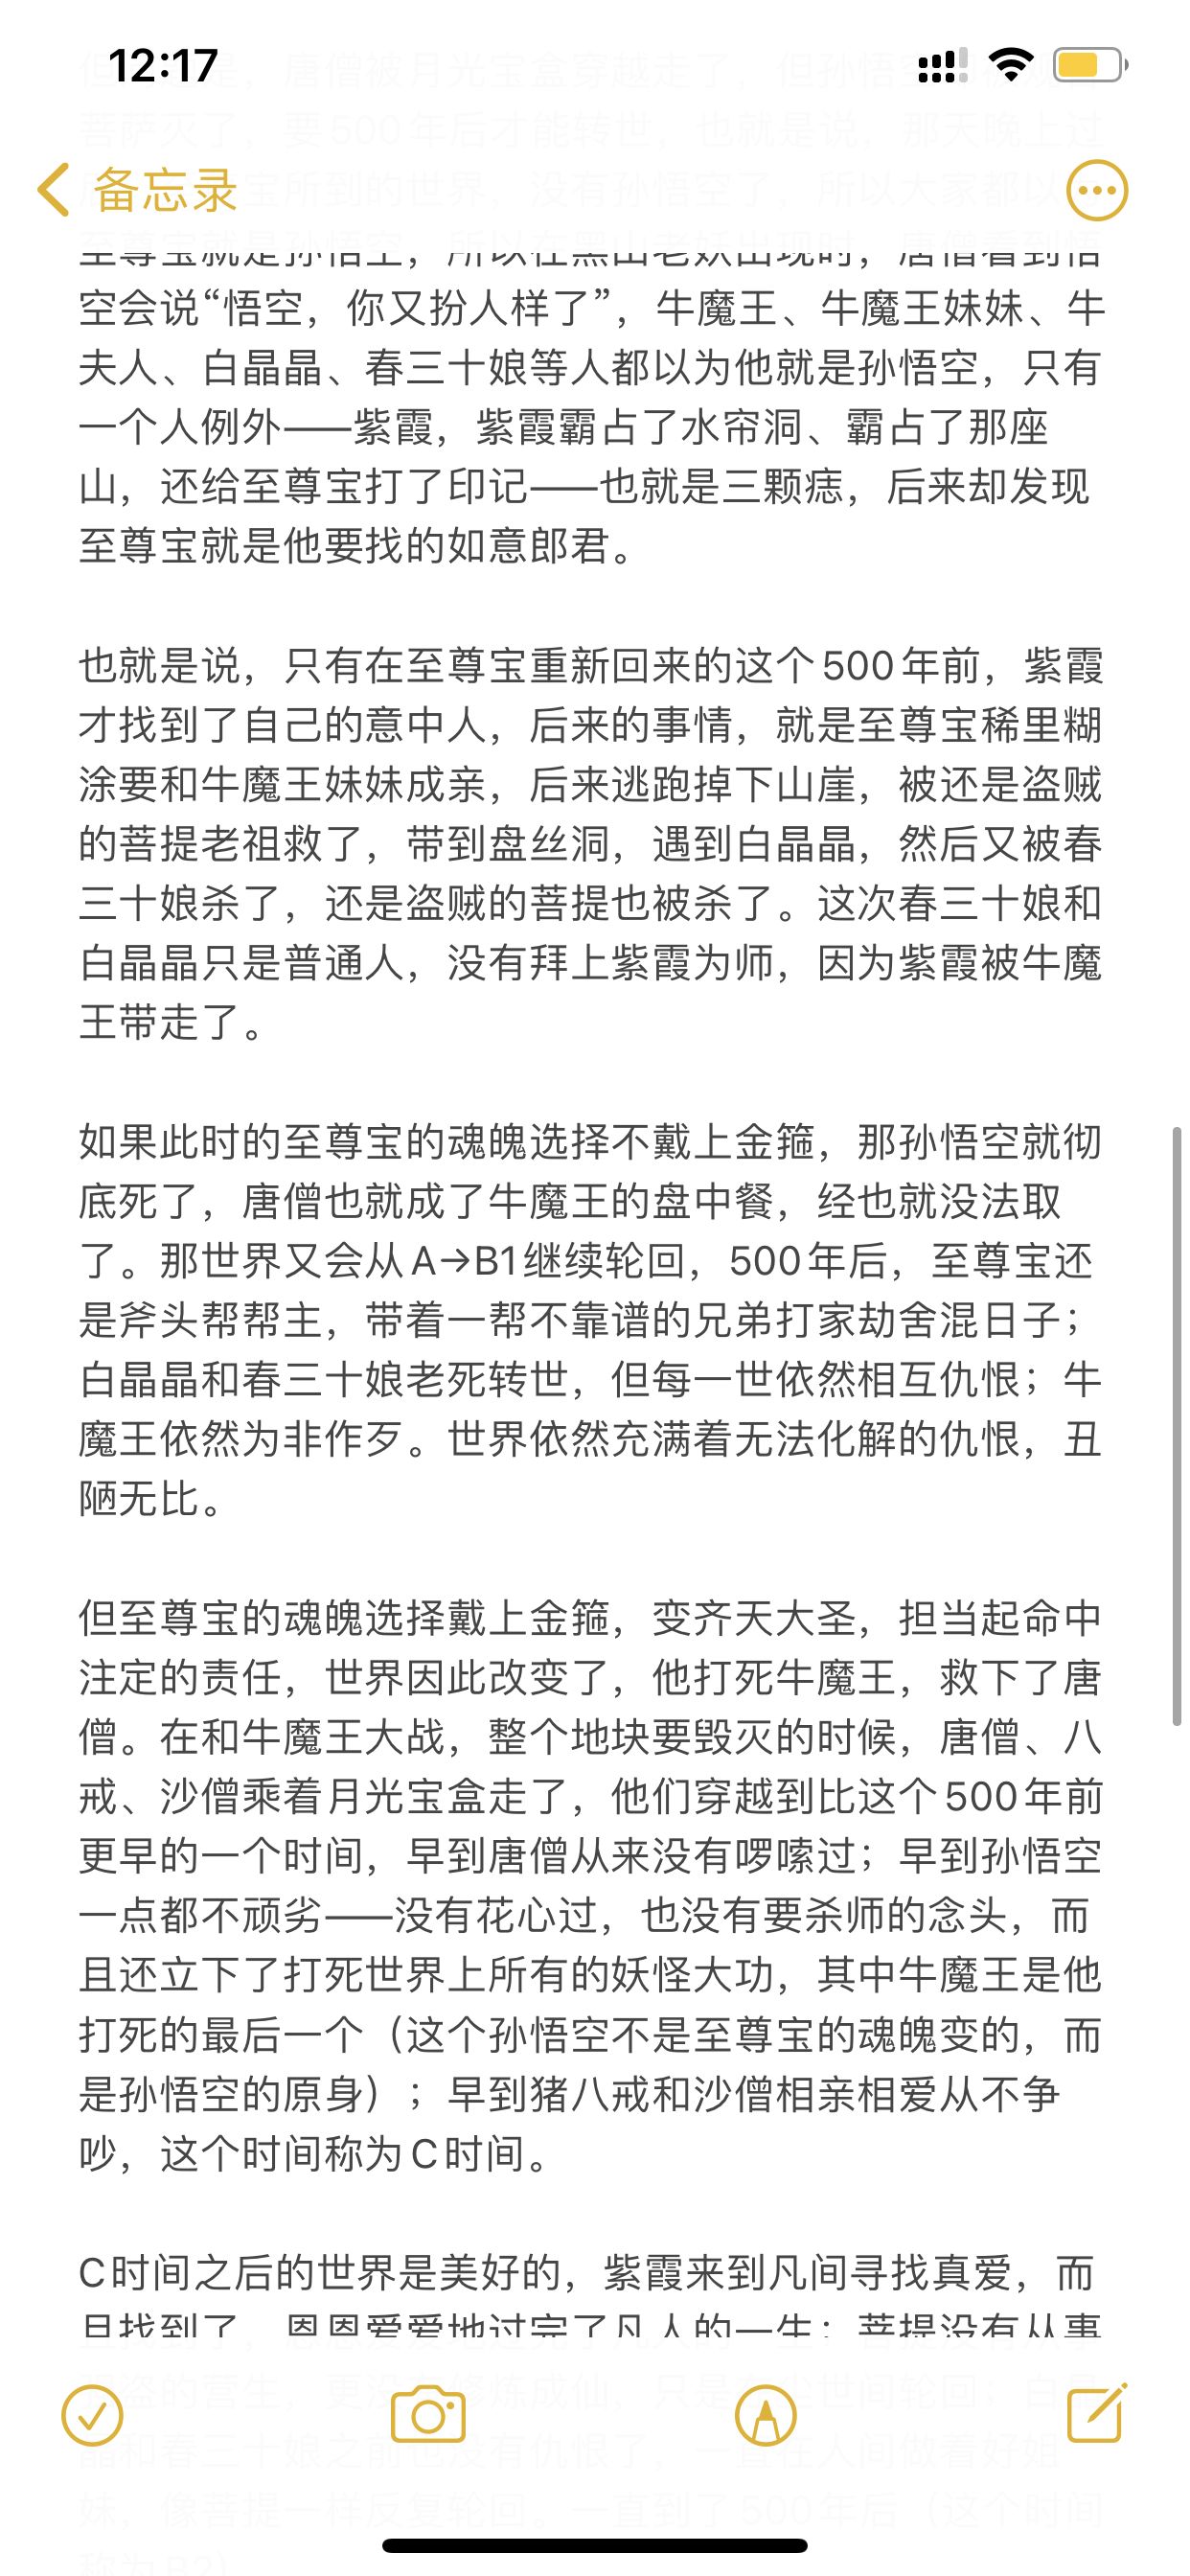 12:17
备忘录
至尊宝就是孙悟空，所以在黑山老妖出现时，唐僧看到悟
空会说“悟空，你又扮人样了”，牛魔王、牛魔王妹妹、牛
夫人、白晶晶、春三十娘等人都以为他就是孙悟空，只有
一个人例外——紫霞，紫霞霸占了水帘洞、霸占了那座
山，还给至尊宝打了印记——也就是三颗痣，后来却发现
至尊宝就是他要找的如意郎君。
也就是说，只有在至尊宝重新回来的这个500年前，紫霞
才找到了自己的意中人，后来的事情，就是至尊宝稀里糊
涂要和牛魔王妹妹成亲，后来逃跑掉下山崖，被还是盗贼
的菩提老祖救了，带到盘丝洞，遇到白晶晶，然后又被春
三十娘杀了，还是盗贼的菩提也被杀了。这次春三十娘和
白晶晶只是普通人，没有拜上紫霞为师，因为紫霞被牛魔
王带走了。
如果此时的至尊宝的魂魄选择不戴上金箍，那孙悟空就彻
底死了，唐僧也就成了牛魔王的盘中餐，经也就没法取
了。那世界又会从A→B1继续轮回，500年后，至尊宝还
是斧头帮帮主，带着一帮不靠谱的兄弟打家劫舍混日子；
白晶晶和春三十娘老死转世，但每一世依然相互仇恨；牛
魔王依然为非作歹。世界依然充满着无法化解的仇恨，丑
陋无比。
但至尊宝的魂魄选择戴上金箍，变齐天大圣，担当起命中
注定的责任，世界因此改变了，他打死牛魔王，救下了唐
僧。在和牛魔王大战，整个地块要毁灭的时候，唐僧、八
戒、沙僧乘着月光宝盒走了，他们穿越到比这个500年前
更早的一个时间，早到唐僧从来没有啰嗦过；早到孙悟空
一点都不顽劣——没有花心过，也没有要杀师的念头，而
且还立下了打死世界上所有的妖怪大功，其中牛魔王是他
打死的最后一个（这个孙悟空不是至尊宝的魂魄变的，而
是孙悟空的原身）；早到猪八戒和沙僧相亲相爱从不争
吵，这个时间称为C时间。
C时间之后的世界是美好的，紫霞来到凡间寻找真爱，而
且找到了，恩恩爱爱地过完了凡人的一生；菩提没有从事